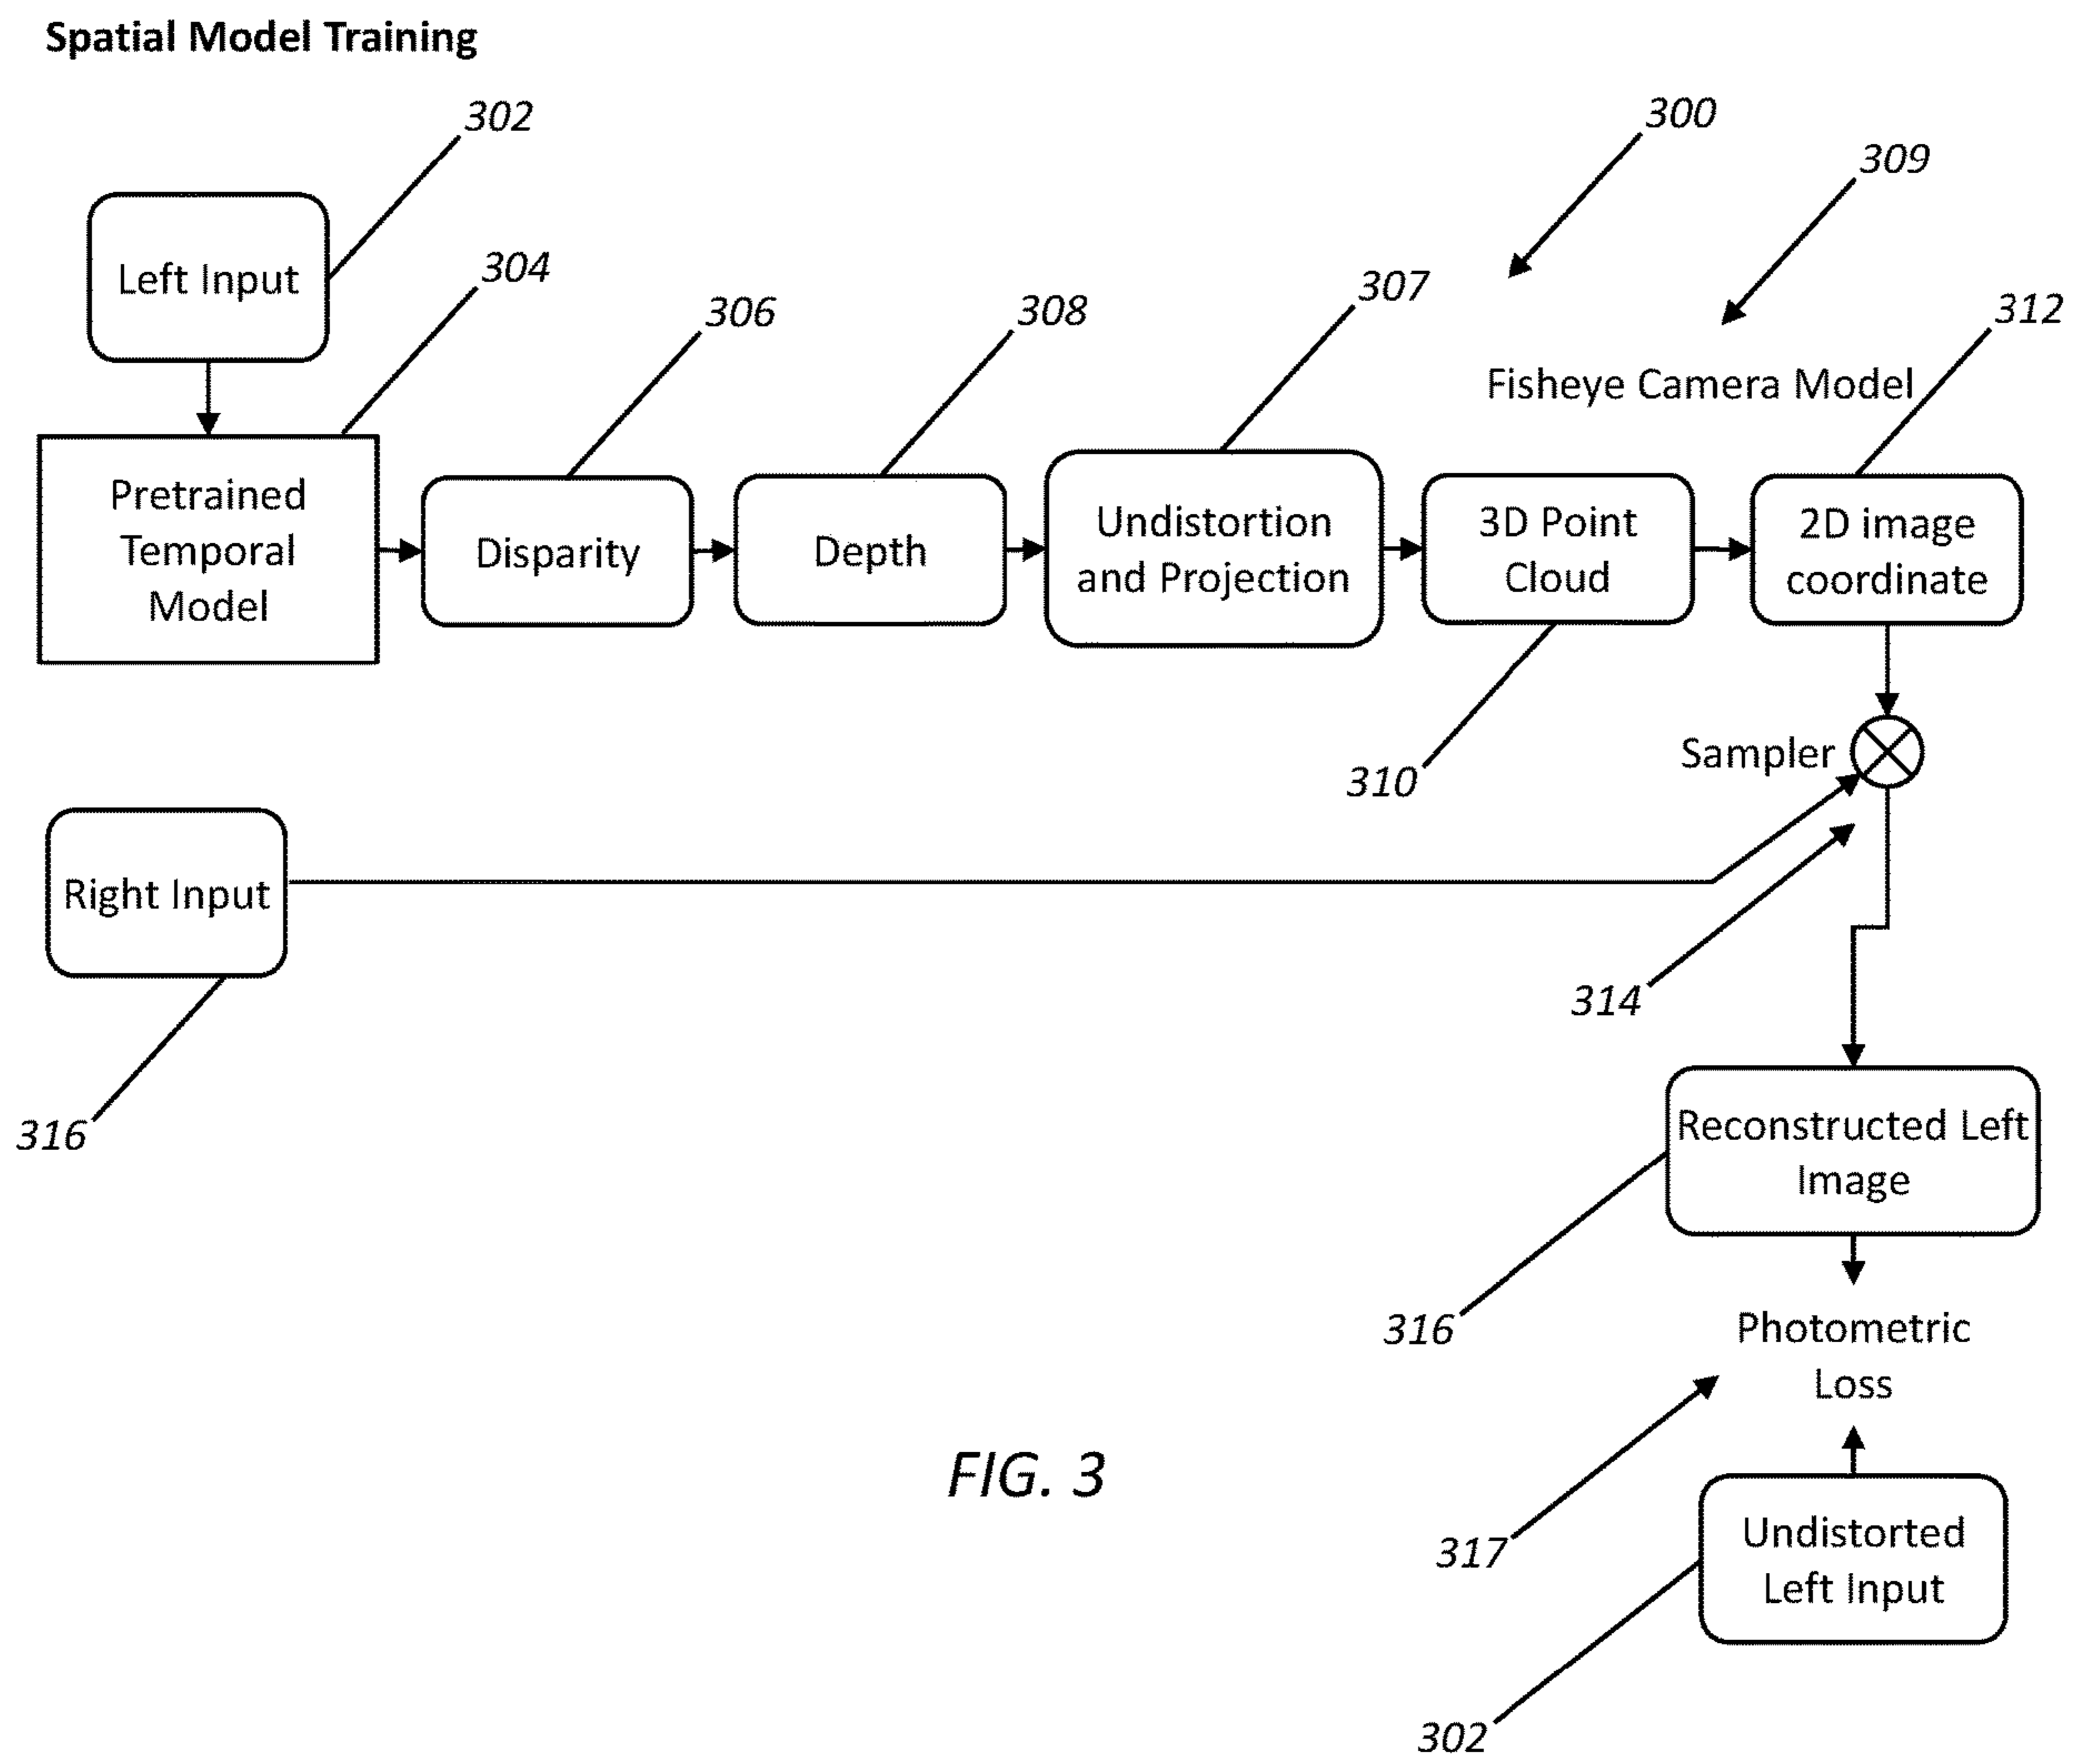 Spatial Model Training
302
300
309
Left Input
304
306
308
307
312
Fisheye Camera Model
Pretrained
Temporal
Model
Disparity
Depth
Undistortion
and Projection
3D Point
Cloud
2D image
coordinate
Sampler
310
Right Input
314
316
Reconstructed Left
Image
316
Photometric
Loss
FIG. 3
317
Undistorted
Left Input
302